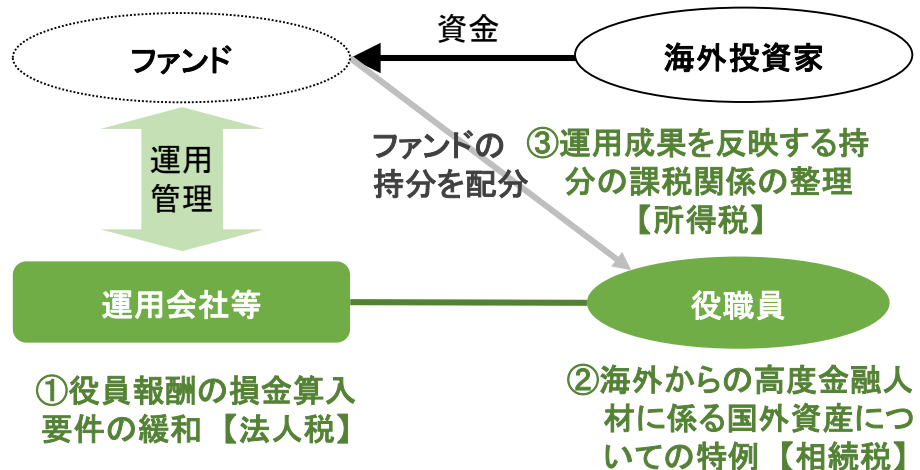 資金
ファンド
海外投資家
運用
管理
ファンドの
持分を配分
③運用成果を反映する持
分の課税関係の整理
【所得税】
運用会社等
役職員
①役員報酬の損金算入
要件の緩和【法人税】
②海外からの高度金融人
材に係る国外資産につ
いての特例【相続税】